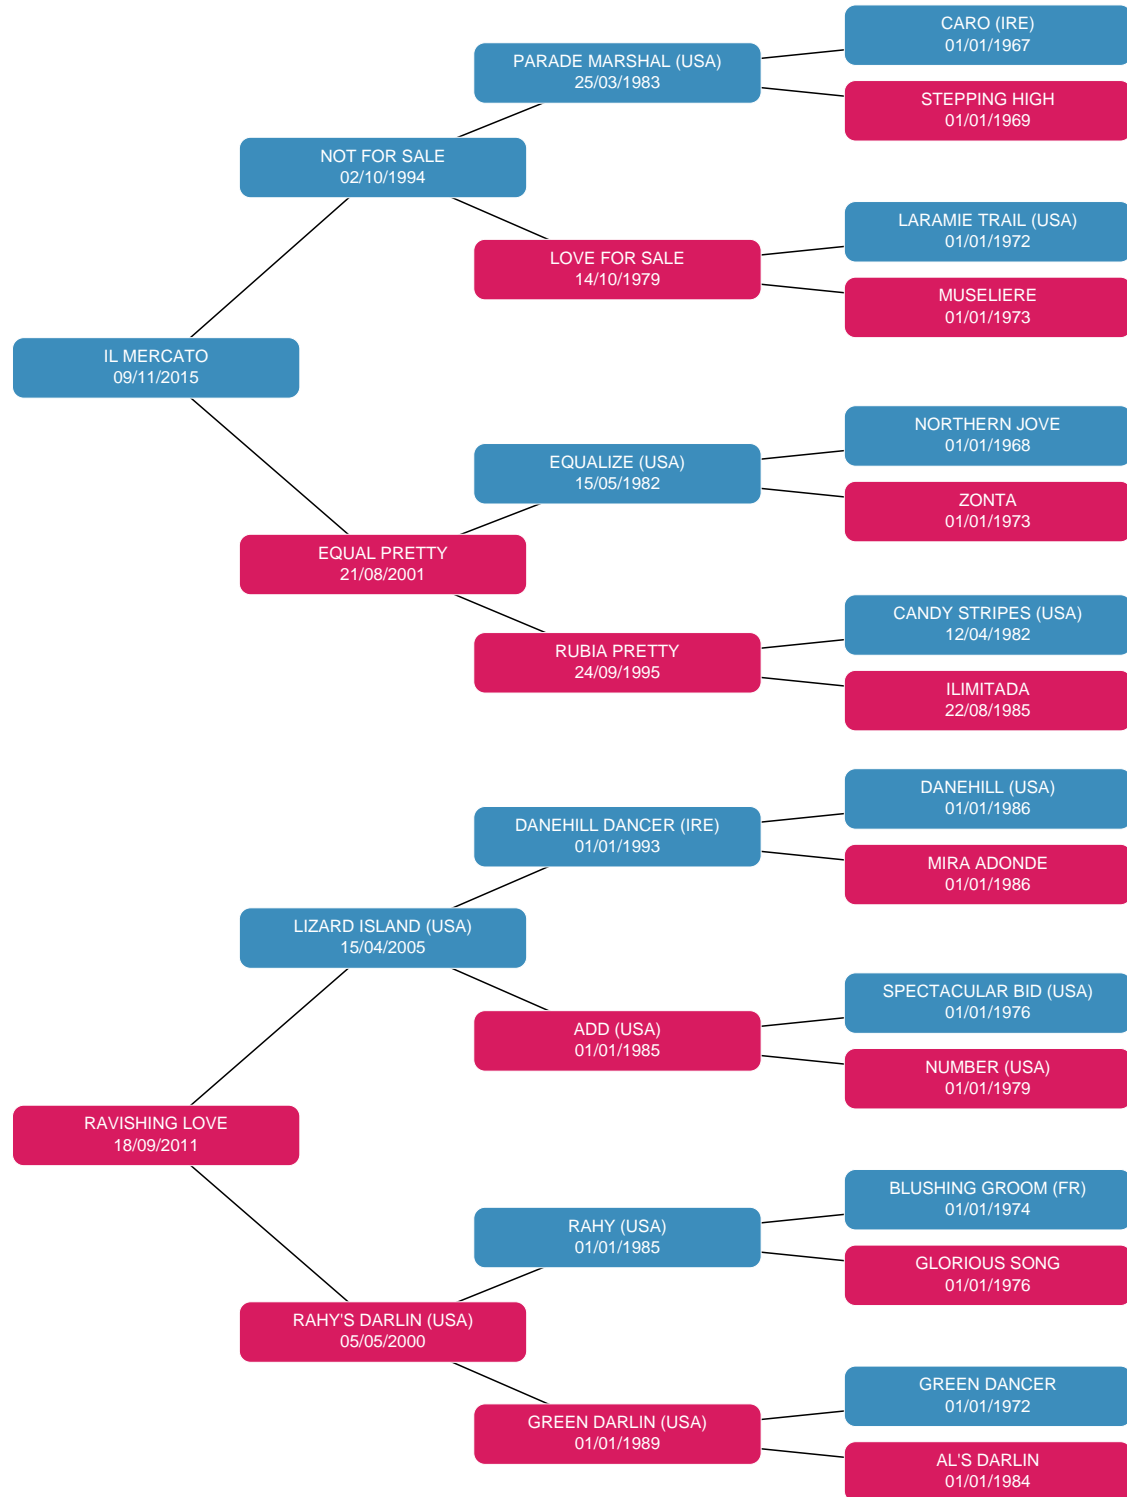 CARO (IRE)
01/01/1967
PARADE MARSHAL (USA)
25/03/1983
STEPPING HIGH
01/01/1969
NOT FOR SALE
02/10/1994
LARAMIE TRAIL (USA)
01/01/1972
LOVE FOR SALE
14/10/1979
MUSELIERE
01/01/1973
IL MERCATO
09/11/2015
NORTHERN JOVE
01/01/1968
EQUALIZE (USA)
15/05/1982
ZONTA
01/01/1973
EQUAL PRETTY
21/08/2001
CANDY STRIPES (USA)
12/04/1982
RUBIA PRETTY
24/09/1995
ILIMITADA
22/08/1985
DANEHILL (USA)
01/01/1986
DANEHILL DANCER (IRE)
01/01/1993
MIRA ADONDE
01/01/1986
LIZARD ISLAND (USA)
15/04/2005
SPECTACULAR BID (USA)
01/01/1976
ADD (USA)
01/01/1985
NUMBER (USA)
01/01/1979
RAVISHING LOVE
18/09/2011
BLUSHING GROOM (FR)
01/01/1974
RAHY (USA)
01/01/1985
GLORIOUS SONG
01/01/1976
RAHY'S DARLIN (USA)
05/05/2000
GREEN DANCER
01/01/1972
GREEN DARLIN (USA)
01/01/1989
AL'S DARLIN
01/01/1984